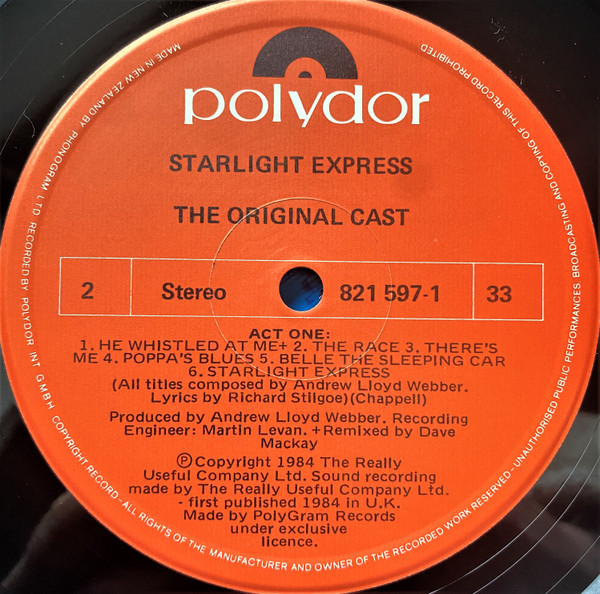 polydor
STARLIGHT EXPRESS
THE ORIGINAL CAST
2 Stereo 821 597-1 33
ACT ONE:
1. HE WHISTLED AT ME+ 2. THE RACE 3. THERE'S
ME 4. POPPA'S BLUES 5. BELLE THE SLEEPING CAR
6. STARLIGHT EXPRESS
(All titles composed by Andrew Lloyd Webber.
Lyrics by Richard Stilgoe)(Chappell)
Produced by Andrew Lloyd Webber. Recording
Engineer: Martin Levan. +Remixed by Dave
Mackay
Ⓟ Copyright 1984 The Really
Useful Company Ltd. Sound recording
made by The Really Useful Company Ltd.
- first published 1984 in U.K.
Made by PolyGram Records
under exclusive
licence.
MADE IN NEW ZEALAND BY PHONOGRAM LTD RECORDED BY POLYDOR INT GMBH COPYRIGHT RECORD - ALL RIGHTS OF THE MANUFACTURER AND OWNER OF THE RECORDED WORK RESERVED - UNAUTHORISED PUBLIC PERFORMANCES BROADCASTING AND COPYING OF THIS RECORD PROHIBITED